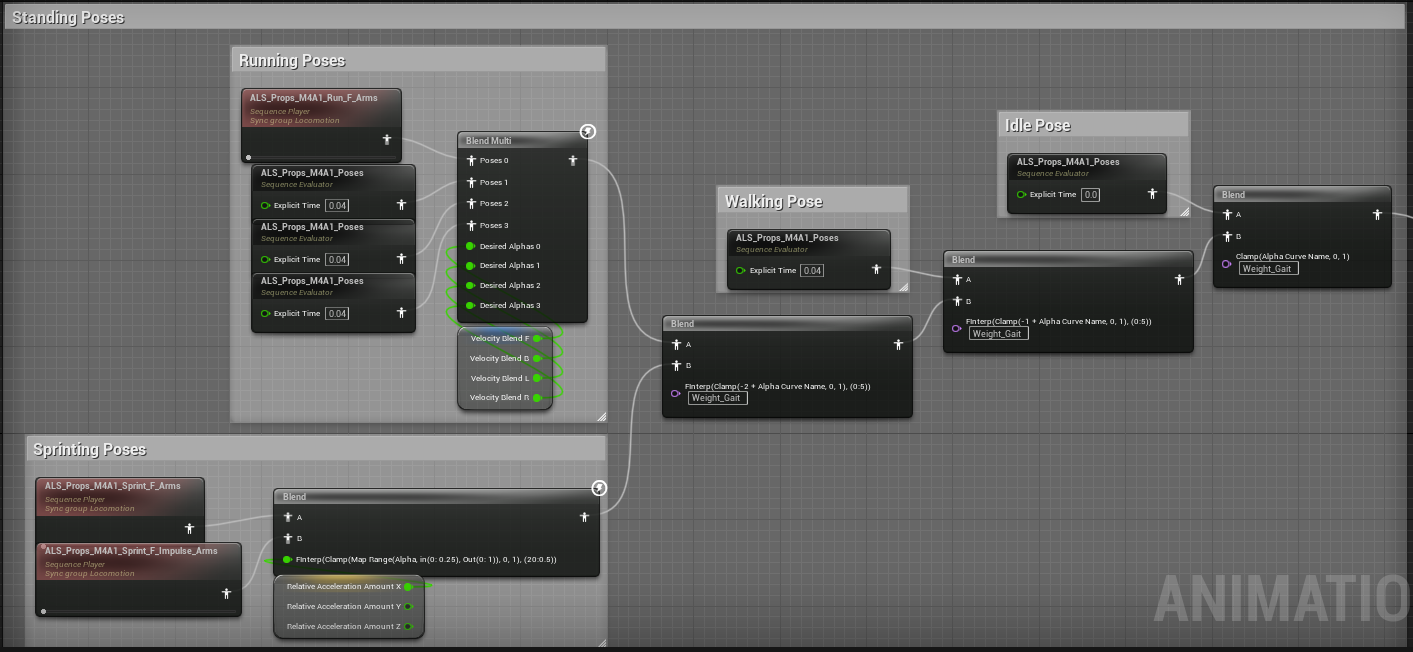 Standing Poses
Running Poses
ALS_Props_M4A1_Run_F_Arms
Sequence Player
Sync group Locomotion
ALS_Props_M4A1_Poses
Sequence Evaluator
Explicit Time 0.04
ALS_Props_M4A1_Poses
Sequence Evaluator
Explicit Time 0.04
ALS_Props_M4A1_Poses
Sequence Evaluator
Explicit Time 0.04
Blend Multi
Poses 0
Poses 1
Poses 2
Poses 3
Desired Alphas 0
Desired Alphas 1
Desired Alphas 2
Desired Alphas 3
Velocity Blend F
Velocity Blend B
Velocity Blend L
Velocity Blend R
Sprinting Poses
ALS_Props_M4A1_Sprint_F_Arms
Sequence Player
Sync group Locomotion
ALS_Props_M4A1_Sprint_F_Impulse_Arms
Sequence Player
Sync group Locomotion
Blend
A
B
FInterp(Clamp(Map Range(Alpha, in(0: 0.25), Out(0: 1)), 0, 1), (20:0.5))
Relative Acceleration Amount X
Relative Acceleration Amount Y
Relative Acceleration Amount Z
Blend
A
B
FInterp(Clamp(-2 + Alpha Curve Name, 0, 1), (0:5))
Weight_Gait
Walking Pose
ALS_Props_M4A1_Poses
Sequence Evaluator
Explicit Time 0.04
Blend
A
B
FInterp(Clamp(-1 + Alpha Curve Name, 0, 1), (0:5))
Weight_Gait
Idle Pose
ALS_Props_M4A1_Poses
Sequence Evaluator
Explicit Time 0.0
Blend
A
B
Clamp(Alpha Curve Name, 0, 1)
Weight_Gait
ANIMATIO